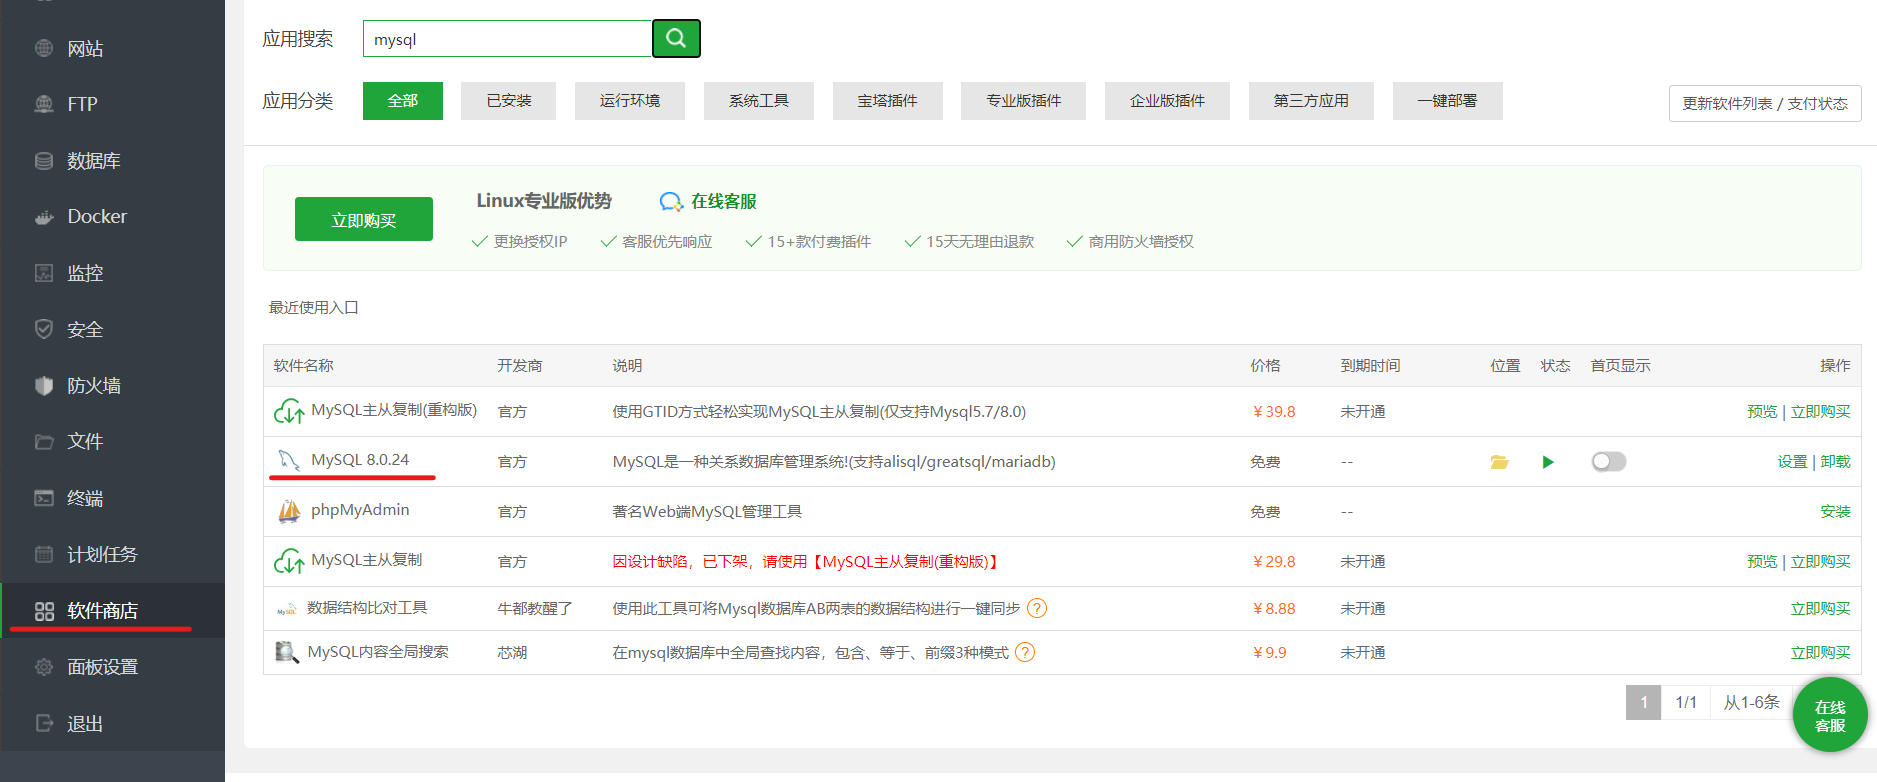 网站
FTP
数据库
Docker
监控
安全
防火墙
文件
终端
计划任务
软件商店
面板设置
退出
应用搜索 mysql
应用分类 全部 已安装 运行环境 系统工具 宝塔插件 专业版插件 企业版插件 第三方应用 一键部署 更新软件列表 / 支付状态
立即购买 Linux专业版优势 在线客服
更换授权IP 客服优先响应 15+款付费插件 15天无理由退款 商用防火墙授权
最近使用入口
软件名称 开发商 说明 价格 到期时间 位置 状态 首页显示 操作
MySQL主从复制(重构版) 官方 使用GTID方式轻松实现MySQL主从复制(仅支持Mysql5.7/8.0) ￥39.8 未开通 预览 | 立即购买
MySQL 8.0.24 官方 MySQL是一种关系数据库管理系统!(支持alisql/greatsql/mariadb) 免费 -- 设置 | 卸载
phpMyAdmin 官方 著名Web端MySQL管理工具 免费 -- 安装
MySQL主从复制 官方 因设计缺陷，已下架，请使用【MySQL主从复制(重构版)】 ￥29.8 未开通 预览 | 立即购买
MySQL 数据结构比对工具 牛都教醒了 使用此工具可将Mysql数据库AB两表的数据结构进行一键同步 ? ￥8.88 未开通 立即购买
MySQL内容全局搜索 芯湖 在mysql数据库中全局查找内容，包含、等于、前缀3种模式 ? ￥9.9 未开通 立即购买
1 1/1 从1-6条
在线
客服